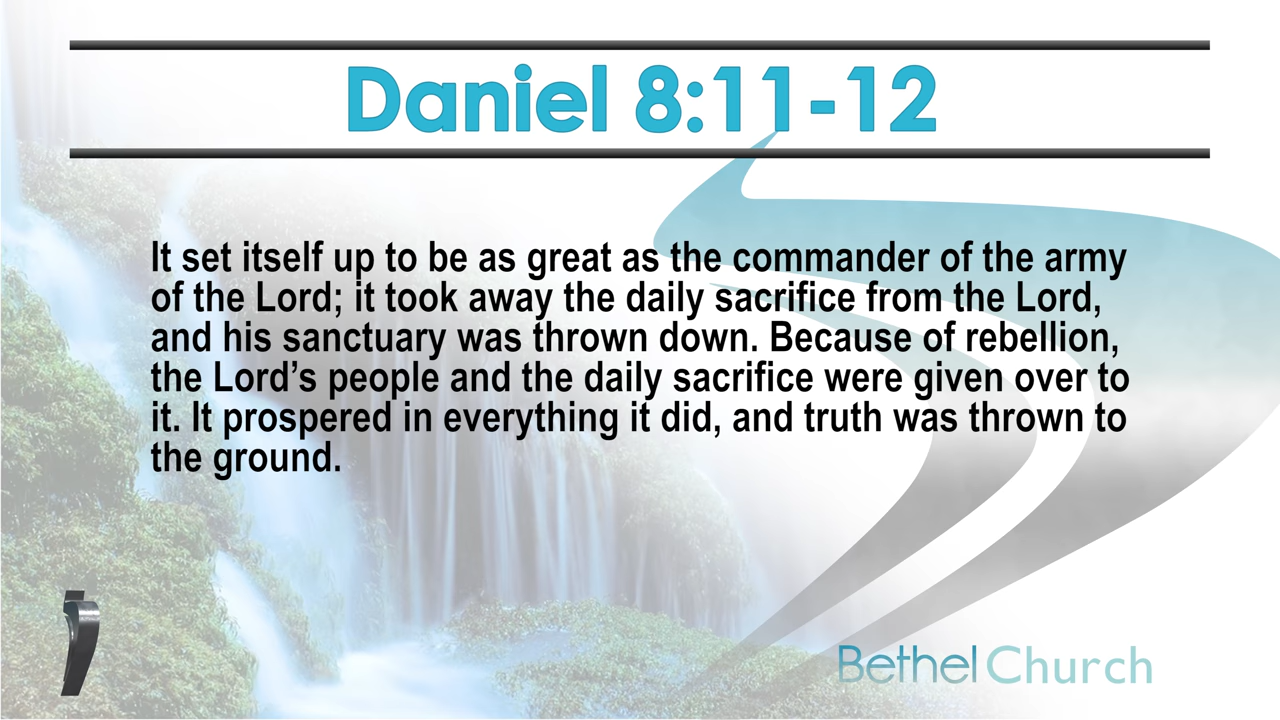 Daniel 8:11-12
It set itself up to be as great as the commander of the army
of the Lord; it took away the daily sacrifice from the Lord,
and his sanctuary was thrown down. Because of rebellion,
the Lord’s people and the daily sacrifice were given over to
it. It prospered in everything it did, and truth was thrown to
the ground.
Bethel Church